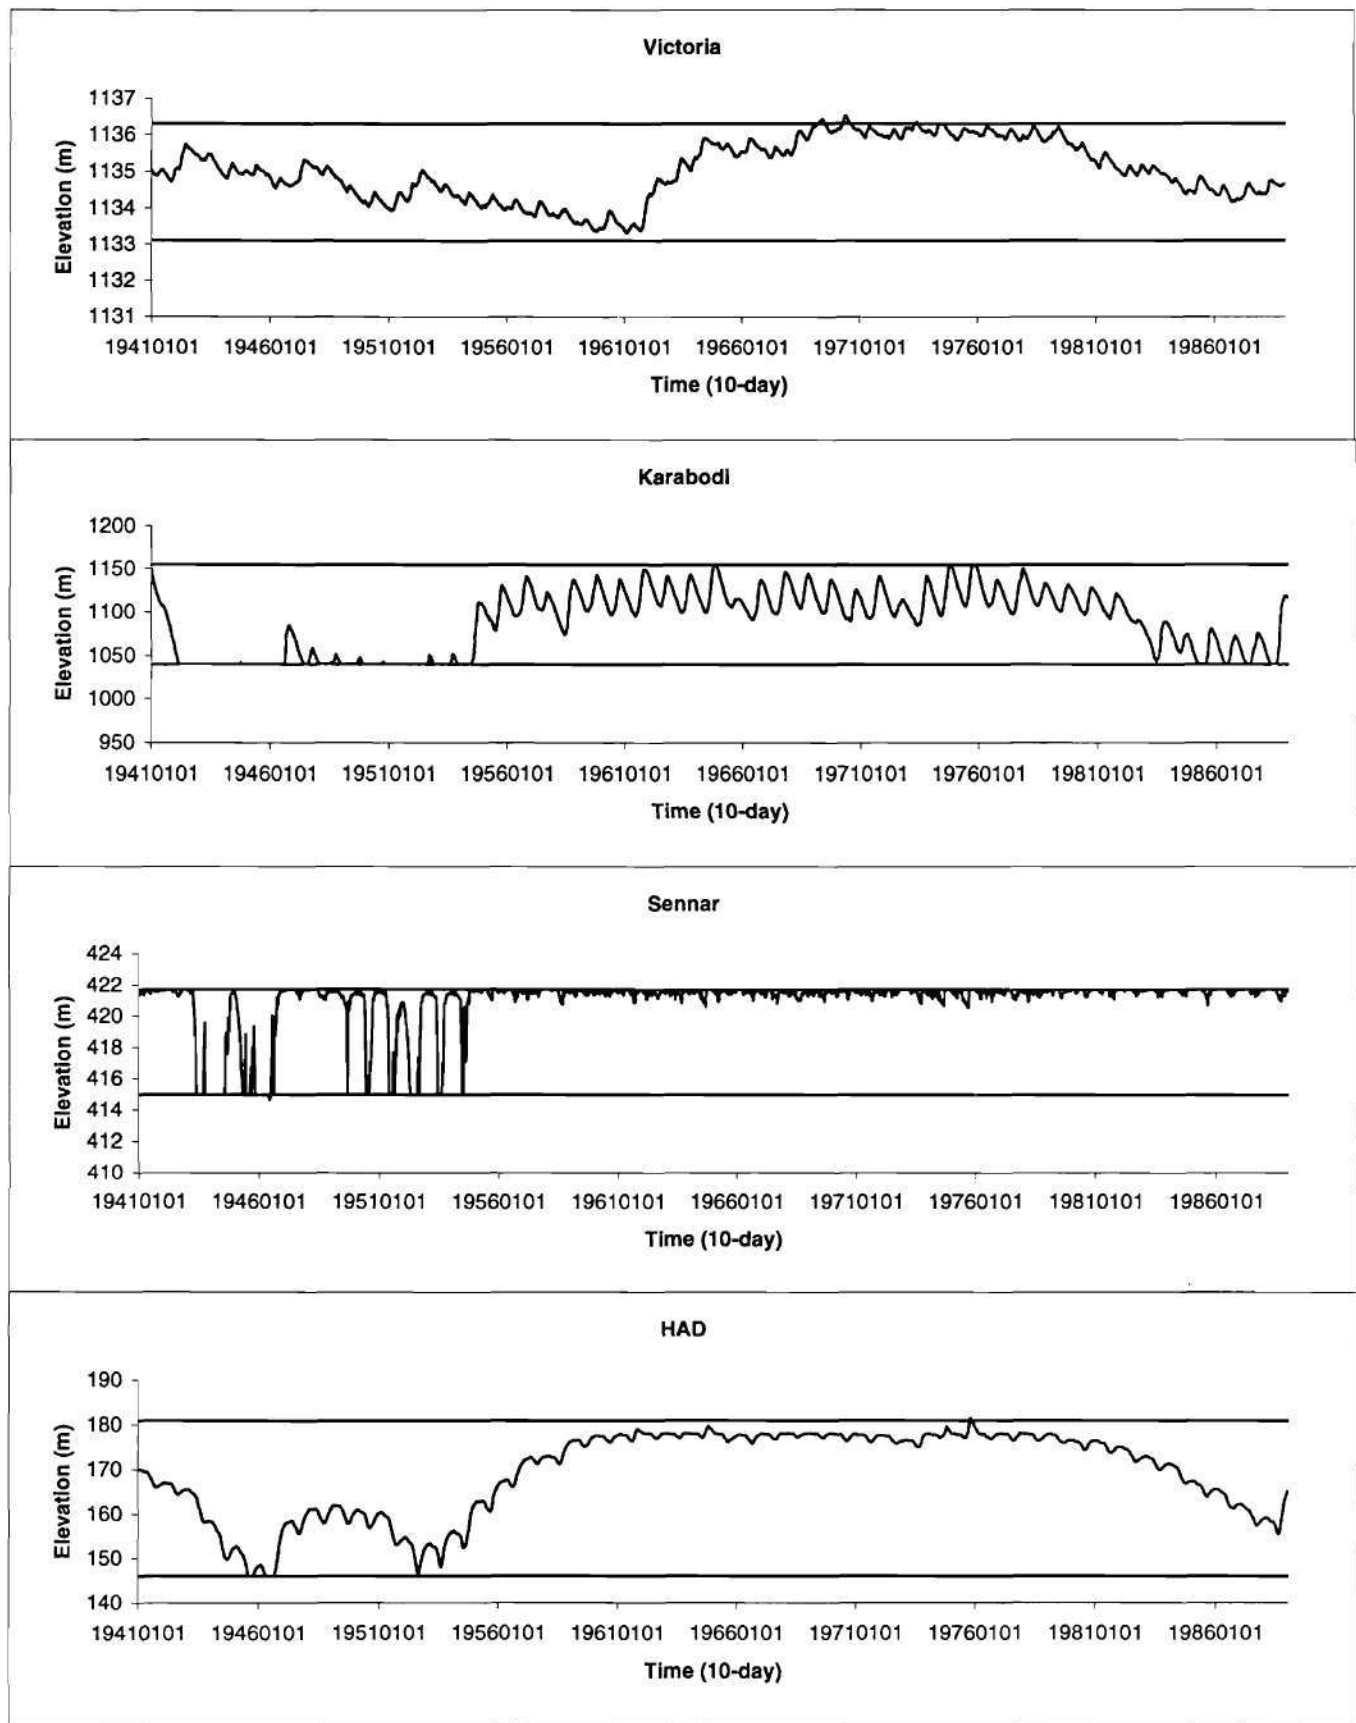 Victoria
1137
1136
1135
1134
1133
1132
1131
Elevation (m)
19410101 19460101 19510101 19560101 19610101 19660101 19710101 19760101 19810101 19860101
Time (10-day)
Karabodi
1200
1150
1100
1050
1000
950
Elevation (m)
19410101 19460101 19510101 19560101 19610101 19660101 19710101 19760101 19810101 19860101
Time (10-day)
Sennar
424
422
420
418
416
414
412
410
Elevation (m)
19410101 19460101 19510101 19560101 19610101 19660101 19710101 19760101 19810101 19860101
Time (10-day)
HAD
190
180
170
160
150
140
Elevation (m)
19410101 19460101 19510101 19560101 19610101 19660101 19710101 19760101 19810101 19860101
Time (10-day)